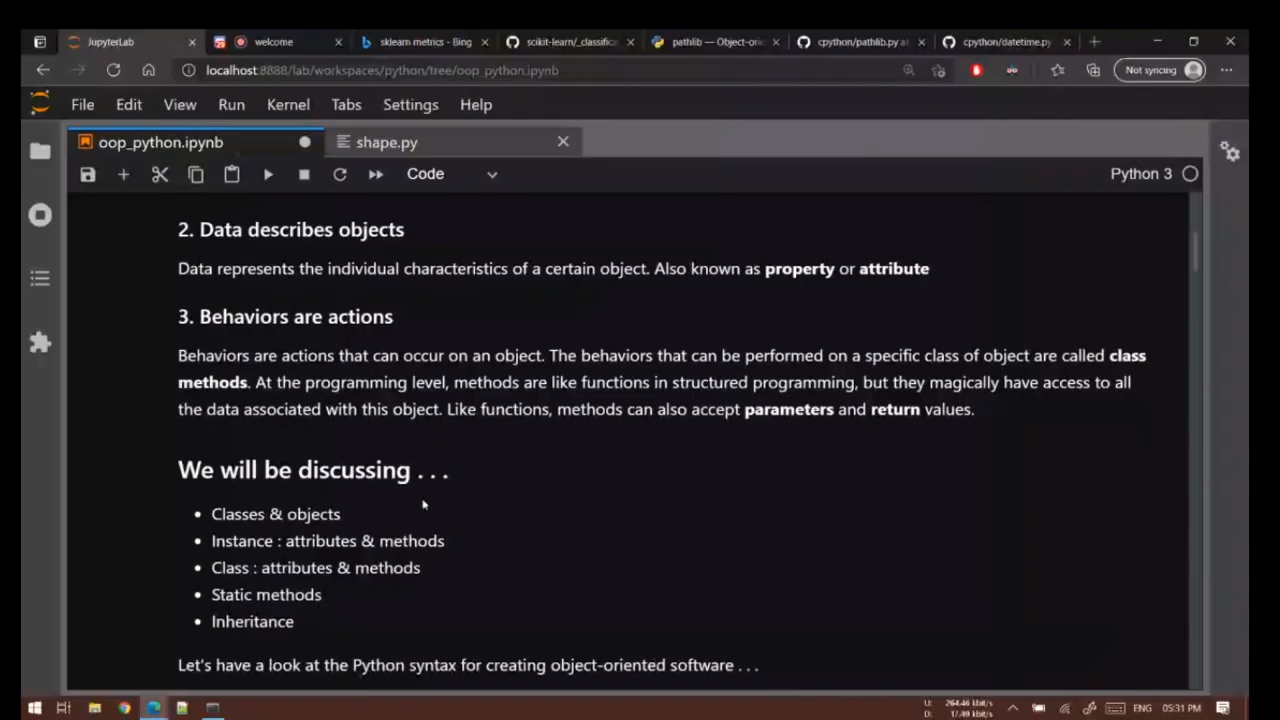 JupyterLab
welcome
sklearn metrics - Bing
scikit-learn/_classifica
pathlib — Object-ori
cpython/pathlib.py at
cpython/datetime.py
localhost:8888/lab/workspaces/python/tree/oop_python.ipynb
Not syncing
File Edit View Run Kernel Tabs Settings Help
oop_python.ipynb
shape.py
Code
Python 3
2. Data describes objects
Data represents the individual characteristics of a certain object. Also known as property or attribute
3. Behaviors are actions
Behaviors are actions that can occur on an object. The behaviors that can be performed on a specific class of object are called class
methods. At the programming level, methods are like functions in structured programming, but they magically have access to all
the data associated with this object. Like functions, methods can also accept parameters and return values.
We will be discussing . . .
• Classes & objects
• Instance : attributes & methods
• Class : attributes & methods
• Static methods
• Inheritance
Let's have a look at the Python syntax for creating object-oriented software . . .
U: 264.46 kbit/s
D: 17.49 kbit/s
ENG
05:31 PM